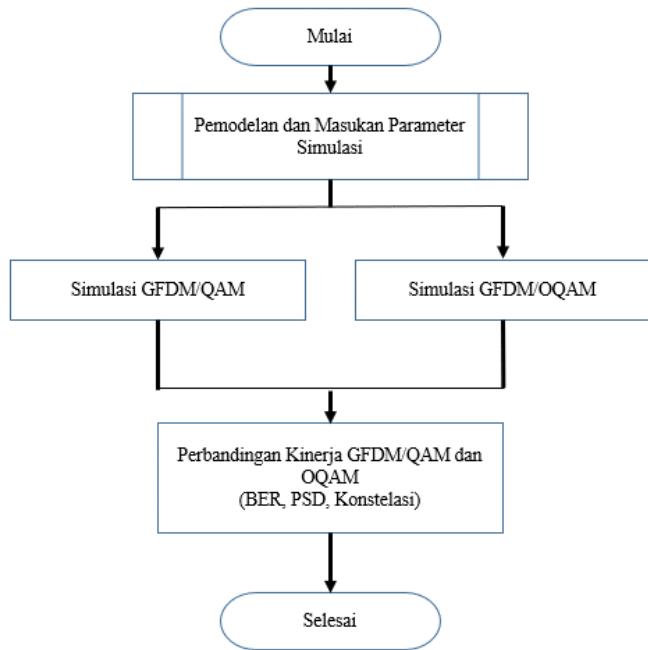 Mulai
Pemodelan dan Masukan Parameter
Simulasi
Simulasi GFDM/QAM
Simulasi GFDM/OQAM
Perbandingan Kinerja GFDM/QAM dan
OQAM
(BER, PSD, Konstelasi)
Selesai